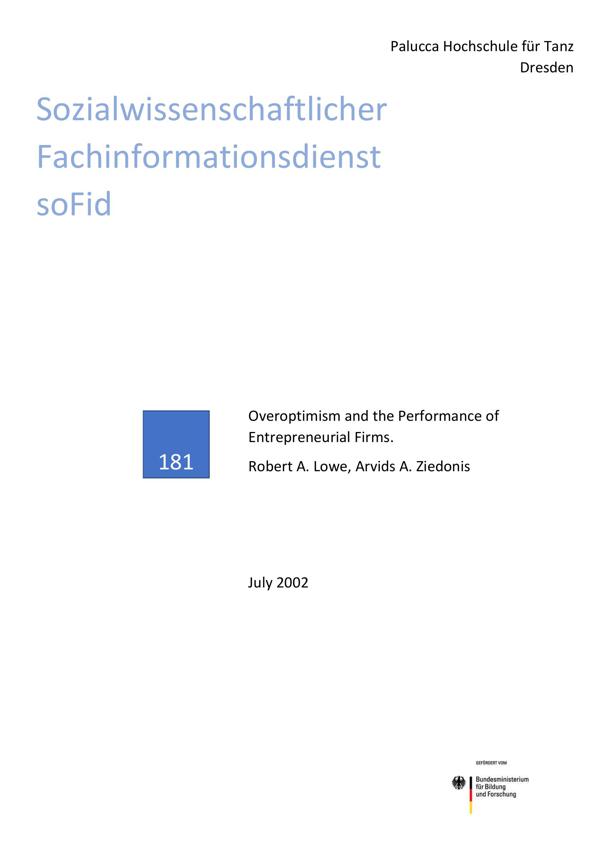 Palucca Hochschule für Tanz
Dresden
Sozialwissenschaftlicher
Fachinformationsdienst
soFid
181
Overoptimism and the Performance of
Entrepreneurial Firms.
Robert A. Lowe, Arvids A. Ziedonis
July 2002
GEFÖRDERT VOM
Bundesministerium
für Bildung
und Forschung